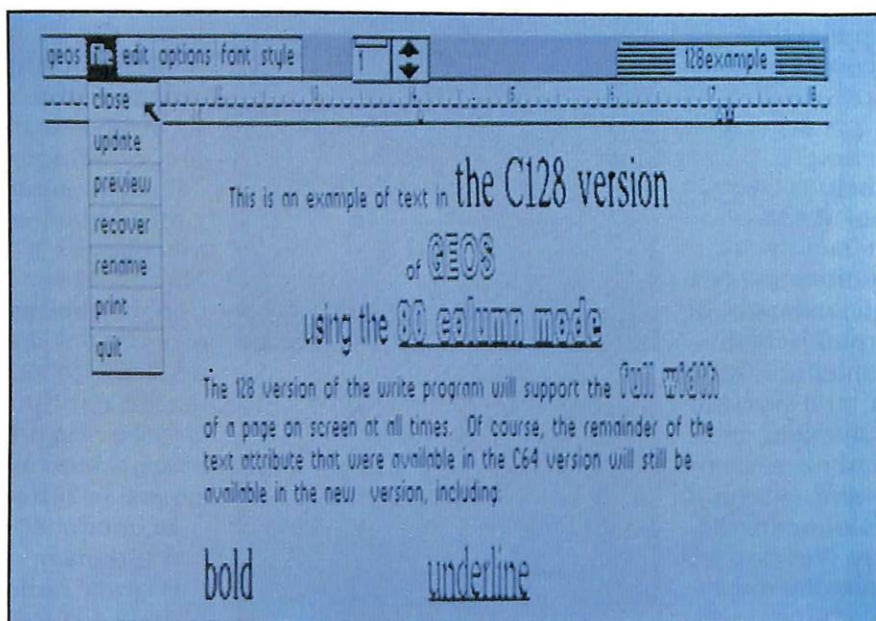 geos file edit options font style 1 128example
close
update
preview
recover
rename
print
quit
This is an example of text in the C128 version
of GEOS
using the 80 column mode
The 128 version of the write program will support the full width
of a page on screen at all times. Of course, the remainder of the
text attribute that were available in the C64 version will still be
available in the new version, including:
bold underline